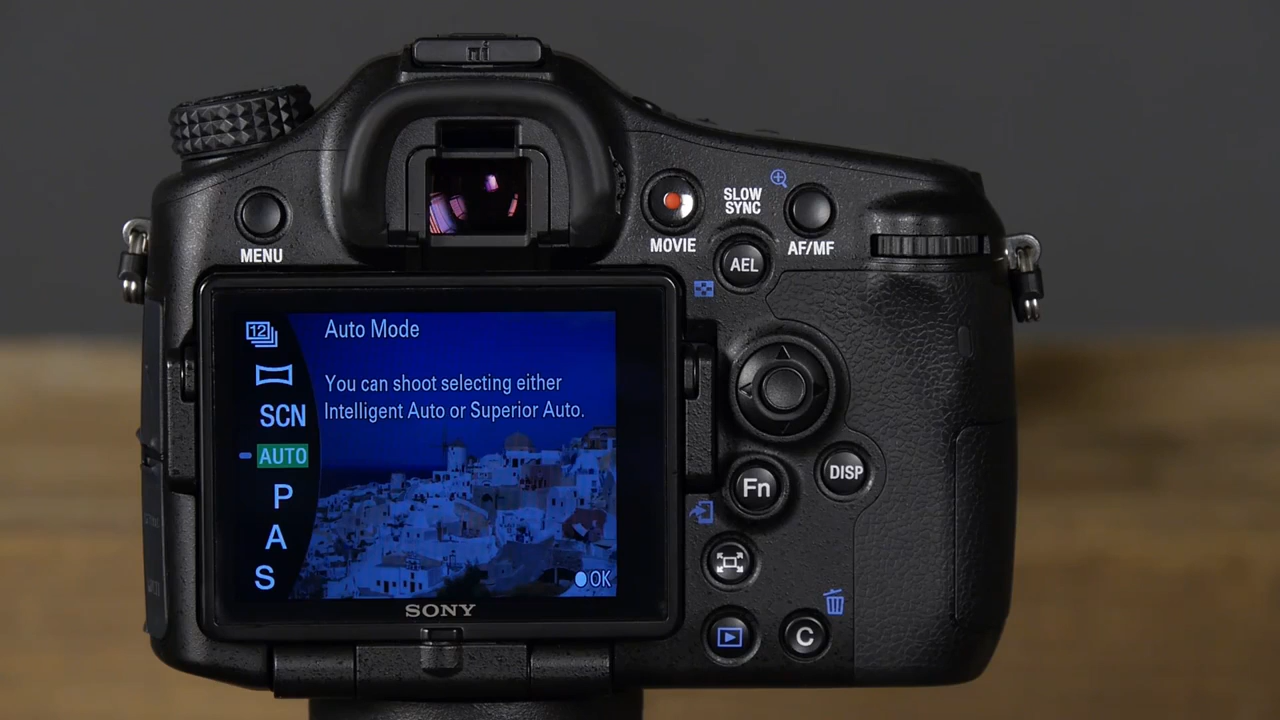 MENU
MOVIE
SLOW
SYNC
AEL
AF/MF
12
SCN
AUTO
P
A
S
Auto Mode
You can shoot selecting either
Intelligent Auto or Superior Auto.
OK
SONY
Fn
DISP
C